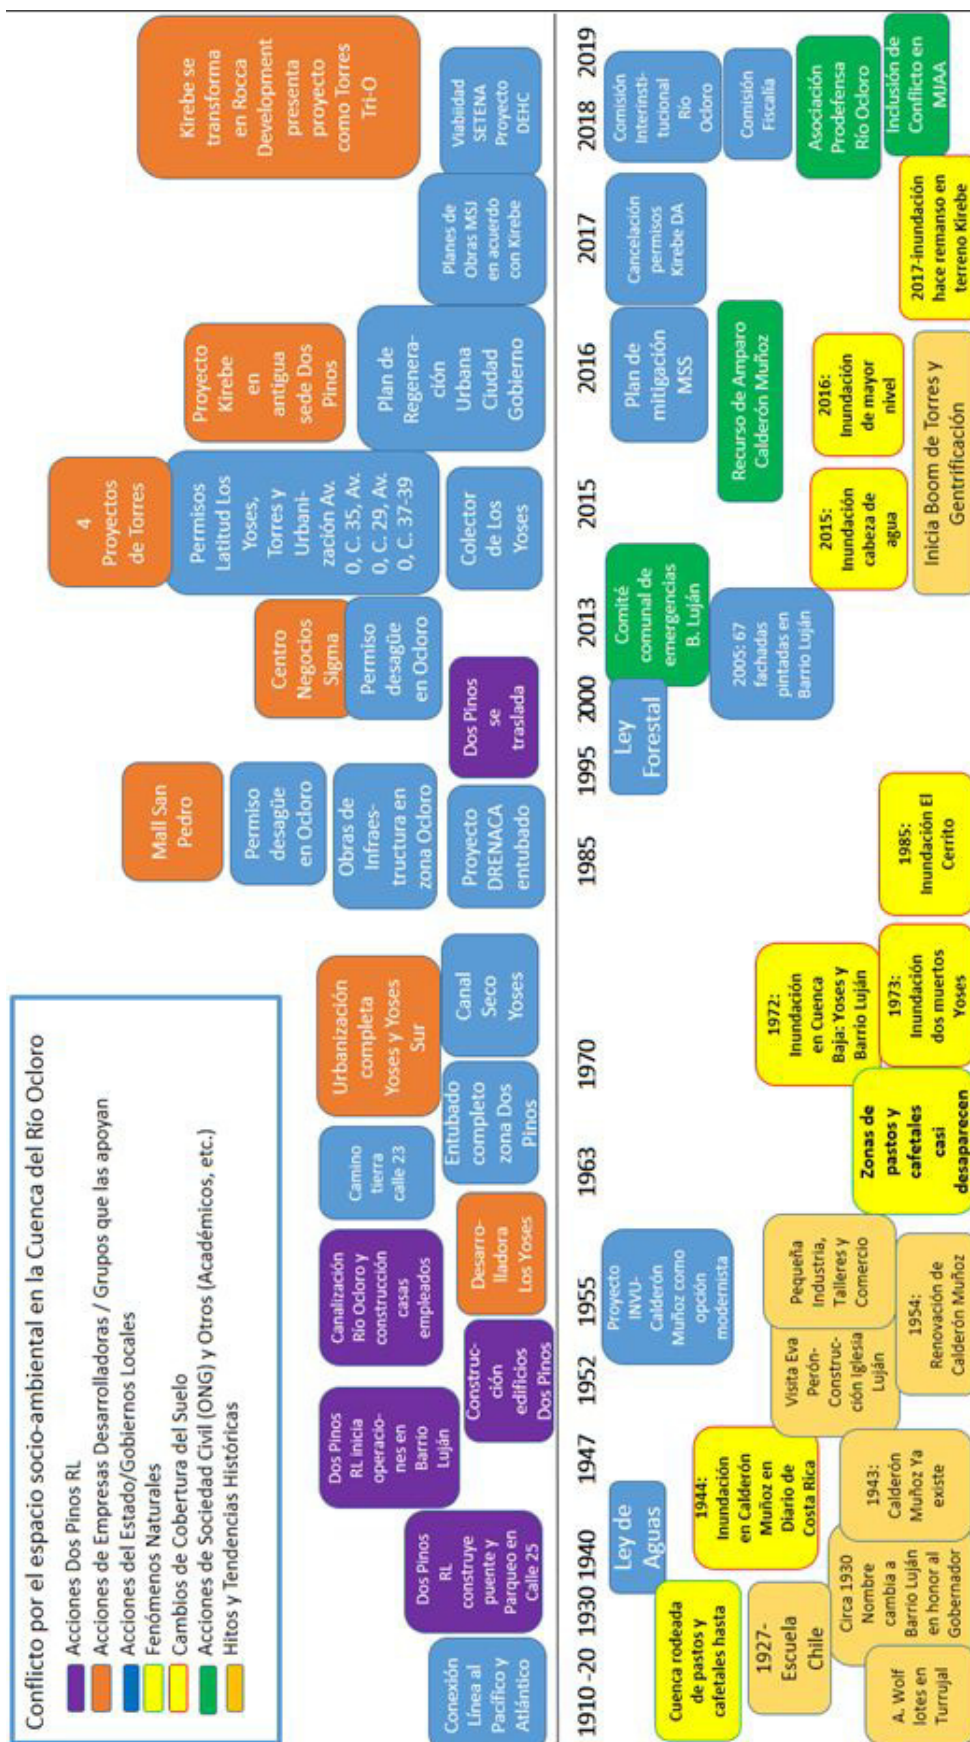 Conflicto por el espacio socio-ambiental en la Cuenca del Río Ocloro
Acciones Dos Pinos RL
Acciones de Empresas Desarrolladoras / Grupos que las apoyan
Acciones del Estado/Gobiernos Locales
Fenómenos Naturales
Cambios de Cobertura del Suelo
Acciones de Sociedad Civil (ONG) y Otros (Académicos, etc.)
Hitos y Tendencias Históricas
Conexión
Línea al
Pacífico y
Atlántico
Dos Pinos
RL
construye
puente y
Parqueo en
Calle 25
Dos Pinos
RL inicia
operacio-
nes en
Barrio
Luján
Construc-
ción
edificios
Dos Pinos
Canalización
Río Ocloro y
construcción
casas
empleados
Desarro-
lladora
Los Yoses
Camino
tierra
calle 23
Entubado
completo
zona Dos
Pinos
Urbanización
completa
Yoses y Yoses
Sur
Canal
Seco
Yoses
Mall San
Pedro
Permiso
desagüe
en Ocloro
Obras de
Infraes-
tructura en
zona Ocloro
Proyecto
DRENACA
entubado
Dos Pinos
se
traslada
Centro
Negocios
Sigma
Permiso
desagüe
en Ocloro
4
Proyectos
de Torres
Permisos
Latitud Los
Yoses,
Torres y
Urbani-
zación Av.
0, C. 35, Av.
0, C. 29, Av.
0, C. 37-39
Colector
de Los
Yoses
Proyecto
Kirebe
en
antigua
sede Dos
Pinos
Plan de
Regenera-
ción
Urbana
Ciudad
Gobierno
Planes de
Obras MSJ
en acuerdo
con Kirebe
Kirebe se
transforma
en Rocca
Development
presenta
proyecto
como Torres
Tri-O
Viabilidad
SETENA
Proyecto
DEHC
1910 -20 1930 1940 1947 1952 1955 1963 1970 1985 1995 2000 2013 2015 2016 2017 2018 2019
Cuenca rodeada
de pastos y
cafetales hasta
1927-
Escuela
Chile
A. Wolf
lotes en
Turrujal
Circa 1930
Nombre
cambia a
Barrio Luján
en honor al
Gobernador
Ley de
Aguas
1944:
Inundación
en Calderón
Muñoz en
Diario de
Costa Rica
1943:
Calderón
Muñoz Ya
existe
Visita Eva
Perón-
Construc-
ción Iglesia
Luján
Proyecto
INVU-
Calderón
Muñoz como
opción
modernista
Pequeña
Industria,
Talleres y
Comercio
1954:
Renovación de
Calderón Muñoz
Zonas de
pastos y
cafetales
casi
desaparecen
1972:
Inundación
en Cuenca
Baja: Yoses y
Barrio Luján
1973:
Inundación
dos muertos
Yoses
1985:
Inundación El
Cerrito
Ley
Forestal
Comité
comunal de
emergencias
B. Luján
2005: 67
fachadas
pintadas en
Barrio Luján
2015:
Inundación
cabeza de
agua
Inicia Boom de Torres y
Gentrificación
Plan de
mitigación
MSS
Recurso de Amparo
Calderón Muñoz
2016:
Inundación
de mayor
nivel
Cancelación
permisos
Kirebe DA
2017-inundación
hace remanso en
terreno Kirebe
Comisión
Interinsti-
tucional
Río
Ocloro
Comisión
Fiscalía
Asociación
Prodefensa
Río Ocloro
Inclusión de
Conflicto en
MJAA